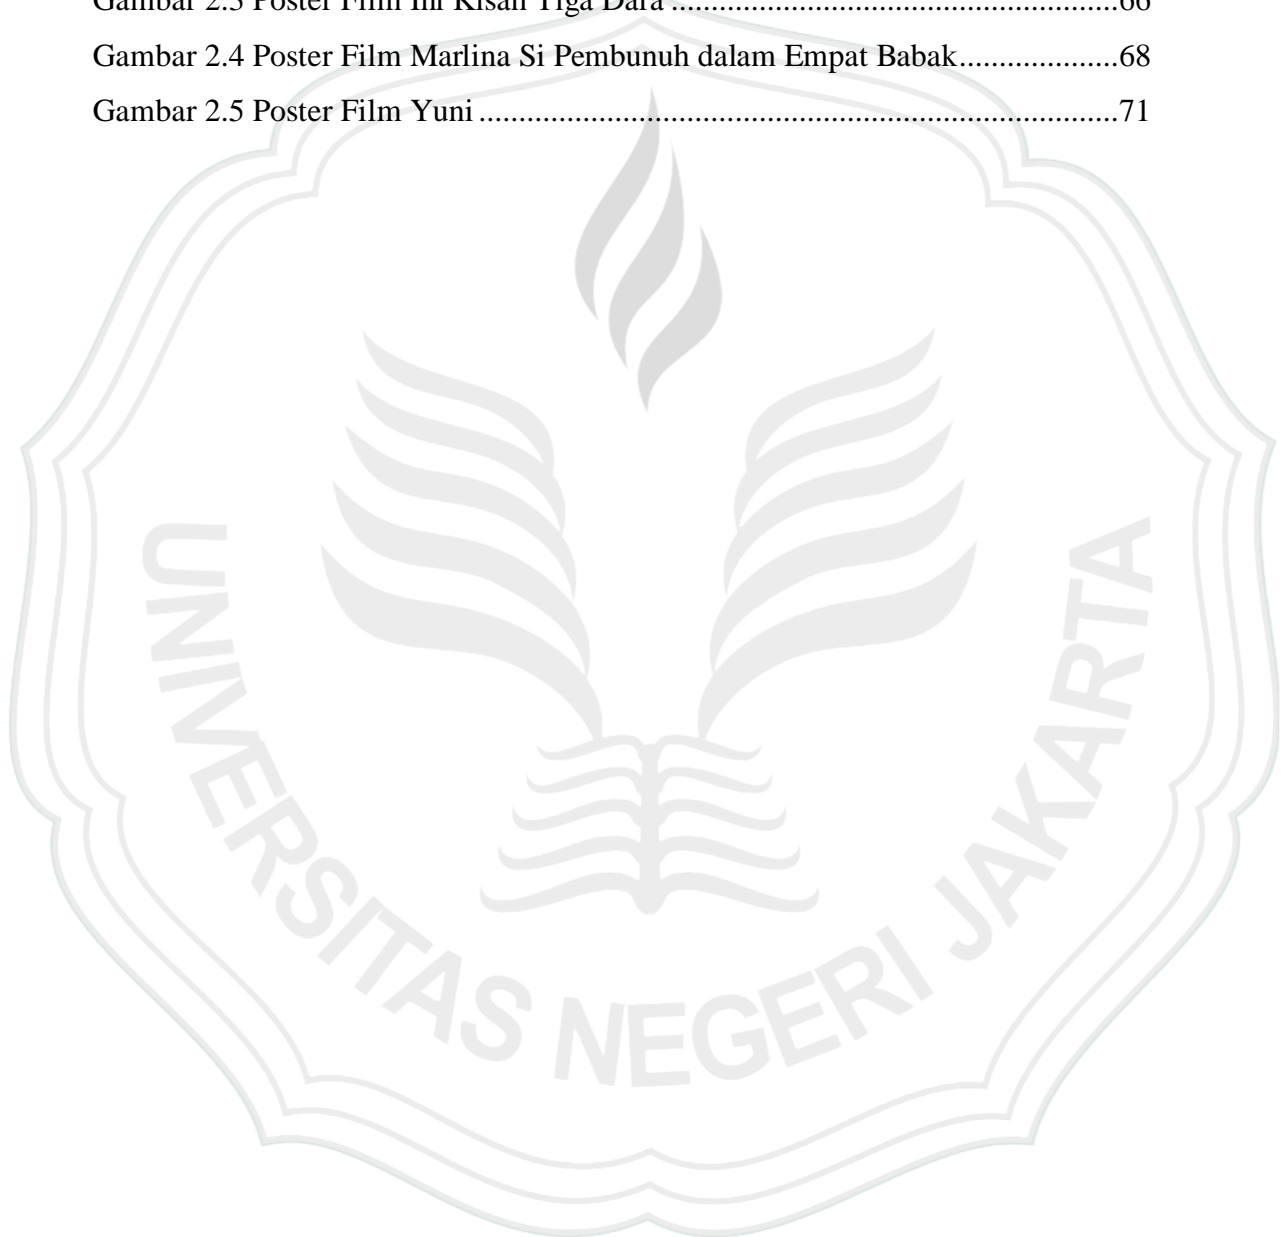 Gambar 2.3 Poster Film Ini Kisah Tiga Dara ........................................................66
Gambar 2.4 Poster Film Marlina Si Pembunuh dalam Empat Babak...................68
Gambar 2.5 Poster Film Yuni ..............................................................................71
UNIVERSITAS NEGERI JAKARTA